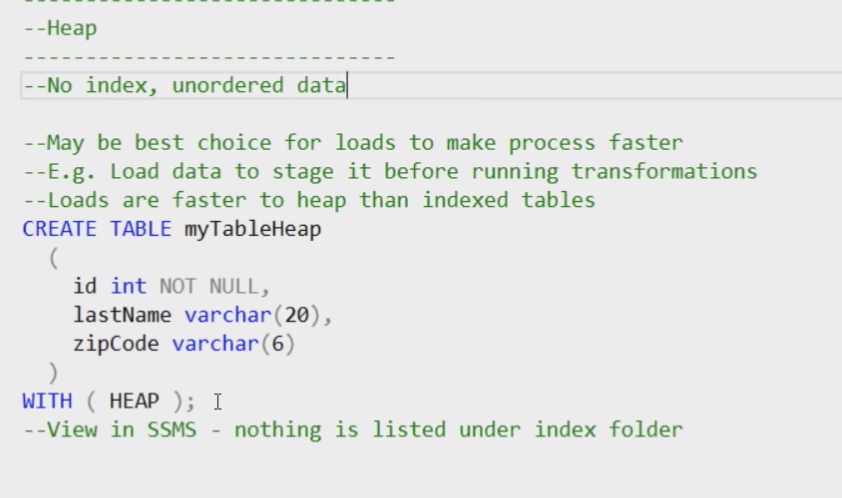 ------------------------------
--Heap
------------------------------
--No index, unordered data
--May be best choice for loads to make process faster
--E.g. Load data to stage it before running transformations
--Loads are faster to heap than indexed tables
CREATE TABLE myTableHeap
(
id int NOT NULL,
lastName varchar(20),
zipCode varchar(6)
)
WITH ( HEAP );
--View in SSMS - nothing is listed under index folder